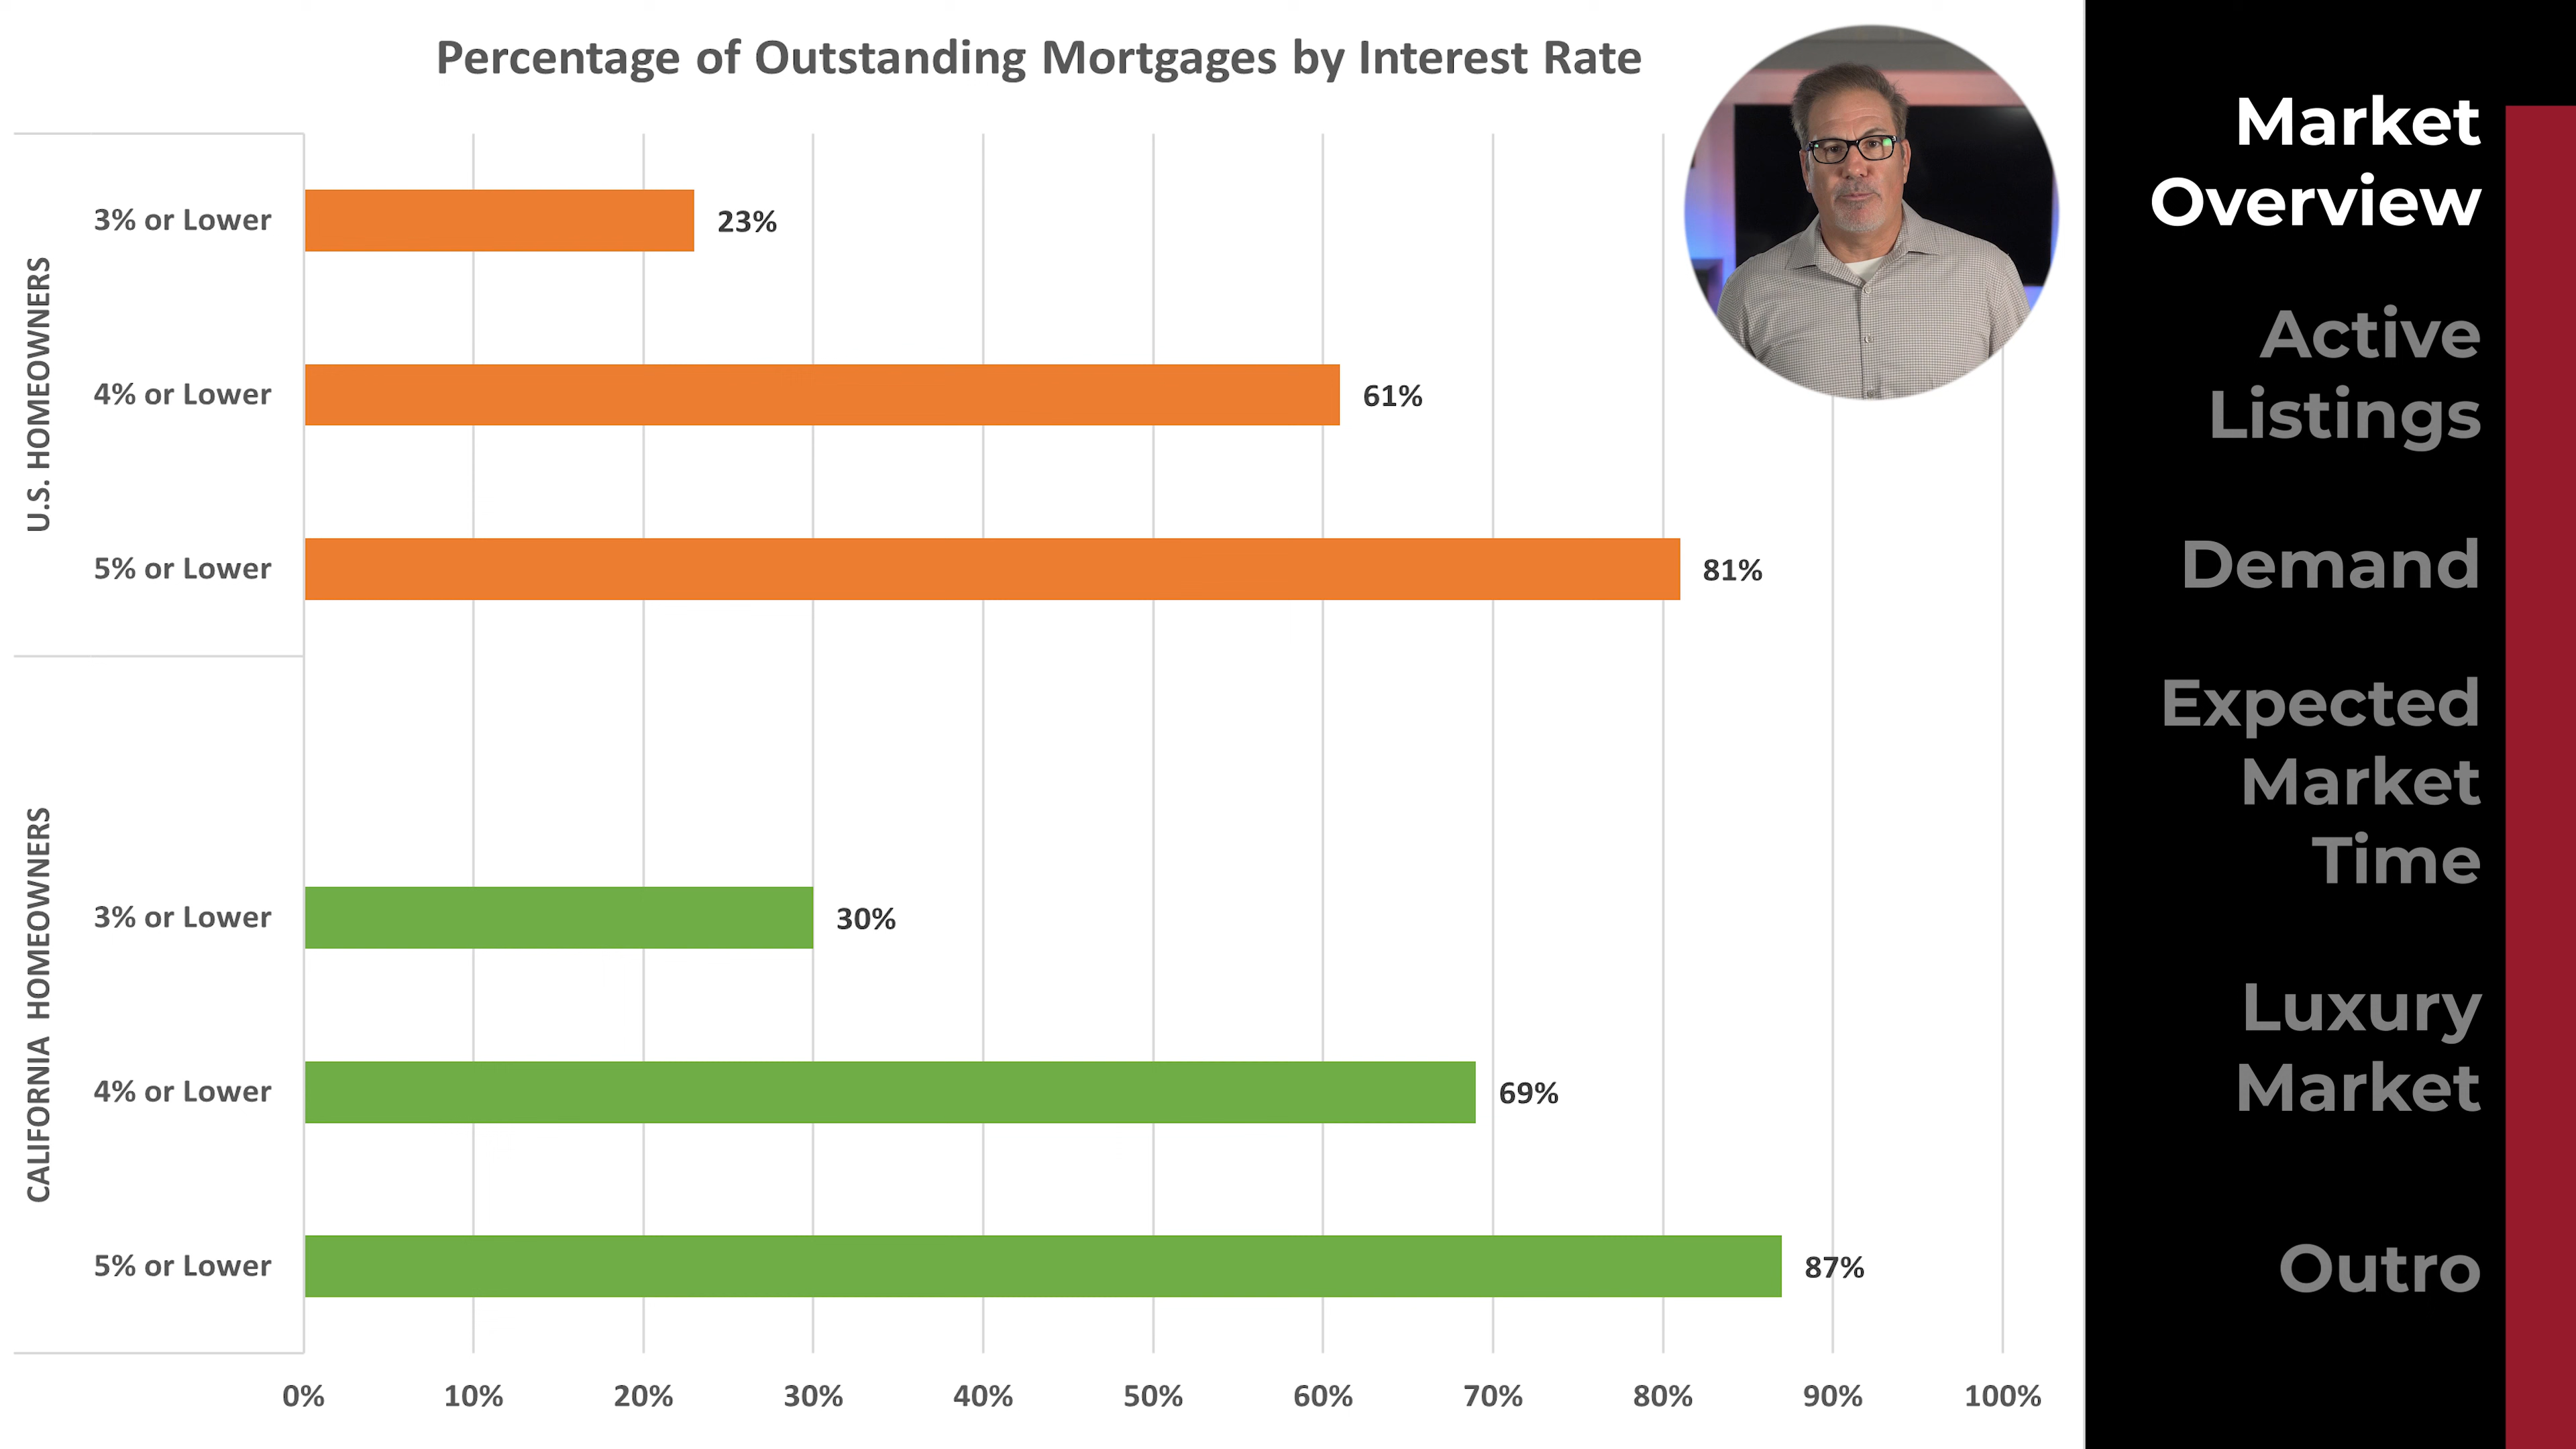 Percentage of Outstanding Mortgages by Interest Rate
U.S. HOMEOWNERS
3% or Lower
23%
4% or Lower
61%
5% or Lower
81%
CALIFORNIA HOMEOWNERS
3% or Lower
30%
4% or Lower
69%
5% or Lower
87%
0% 10% 20% 30% 40% 50% 60% 70% 80% 90% 100%
Market
Overview
Active
Listings
Demand
Expected
Market
Time
Luxury
Market
Outro